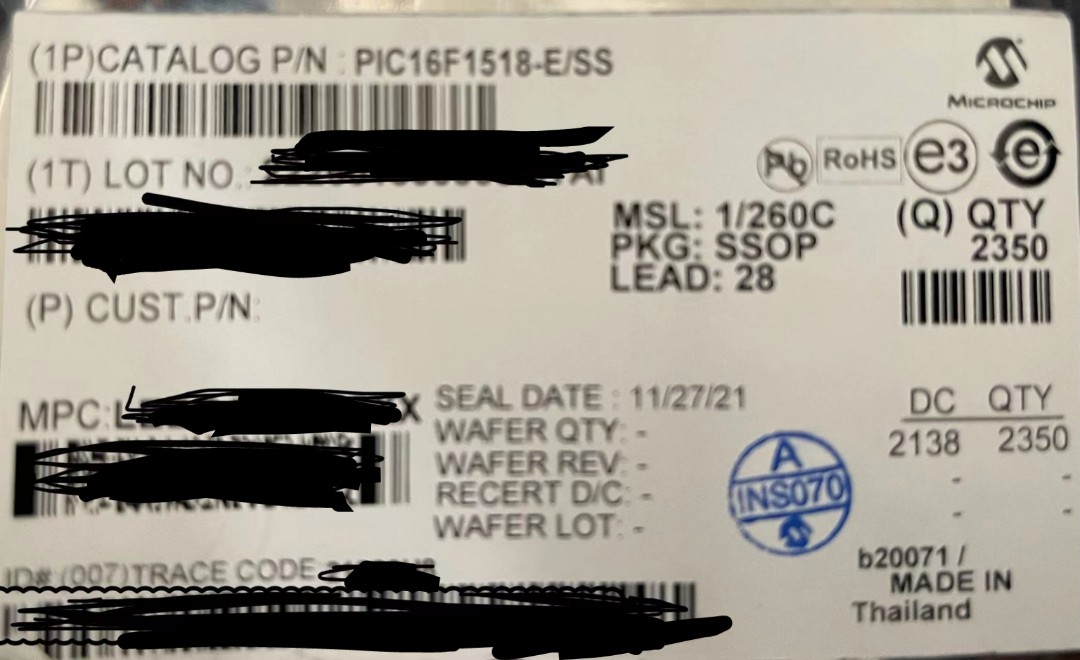 (1P)CATALOG P/N : PIC16F1518-E/SS
MICROCHIP
(1T) LOT NO.:
Pb RoHS e3 e
MSL: 1/260C
PKG: SSOP
LEAD: 28
(Q) QTY
2350
(P) CUST.P/N:
MPC:L X
SEAL DATE : 11/27/21
WAFER QTY: -
WAFER REV: -
RECERT D/C: -
WAFER LOT: -
A
INS070
DC QTY
2138 2350
- -
- -
b20071 /
MADE IN
Thailand
ID# (007)TRACE CODE